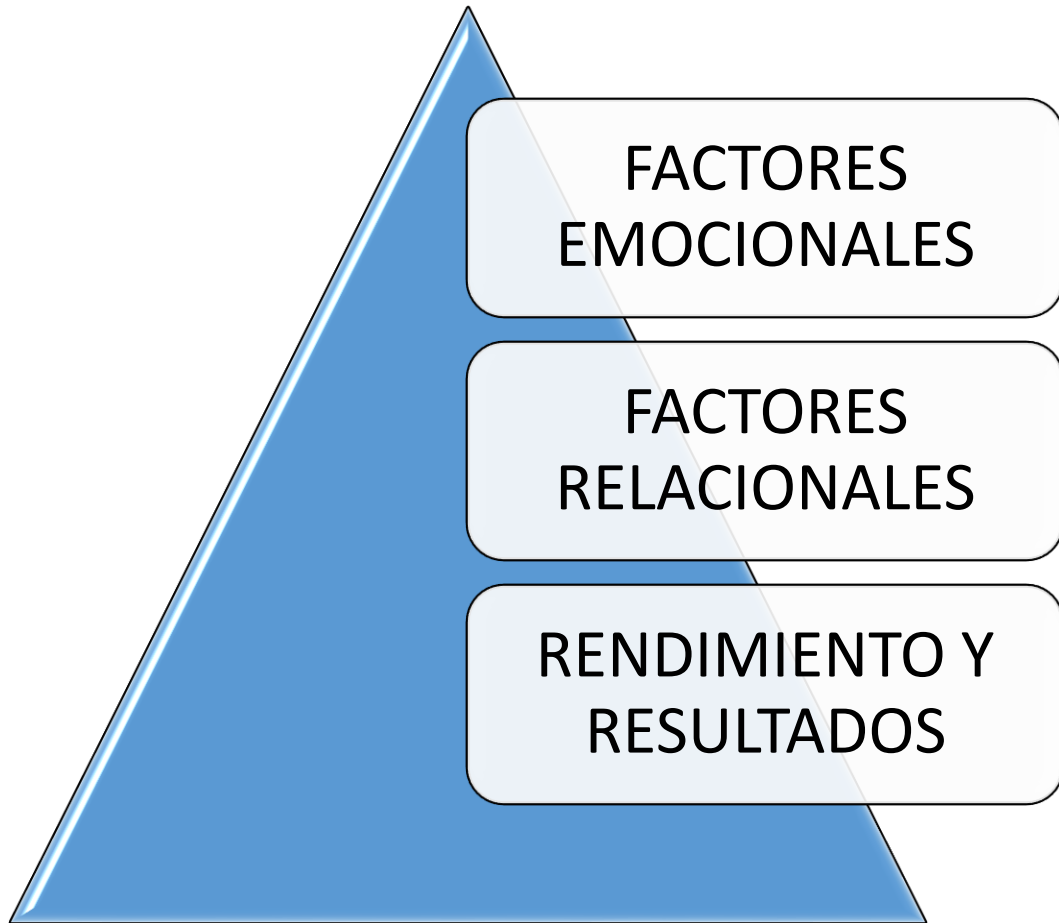 FACTORES
EMOCIONALES
FACTORES
RELACIONALES
RENDIMIENTO Y
RESULTADOS